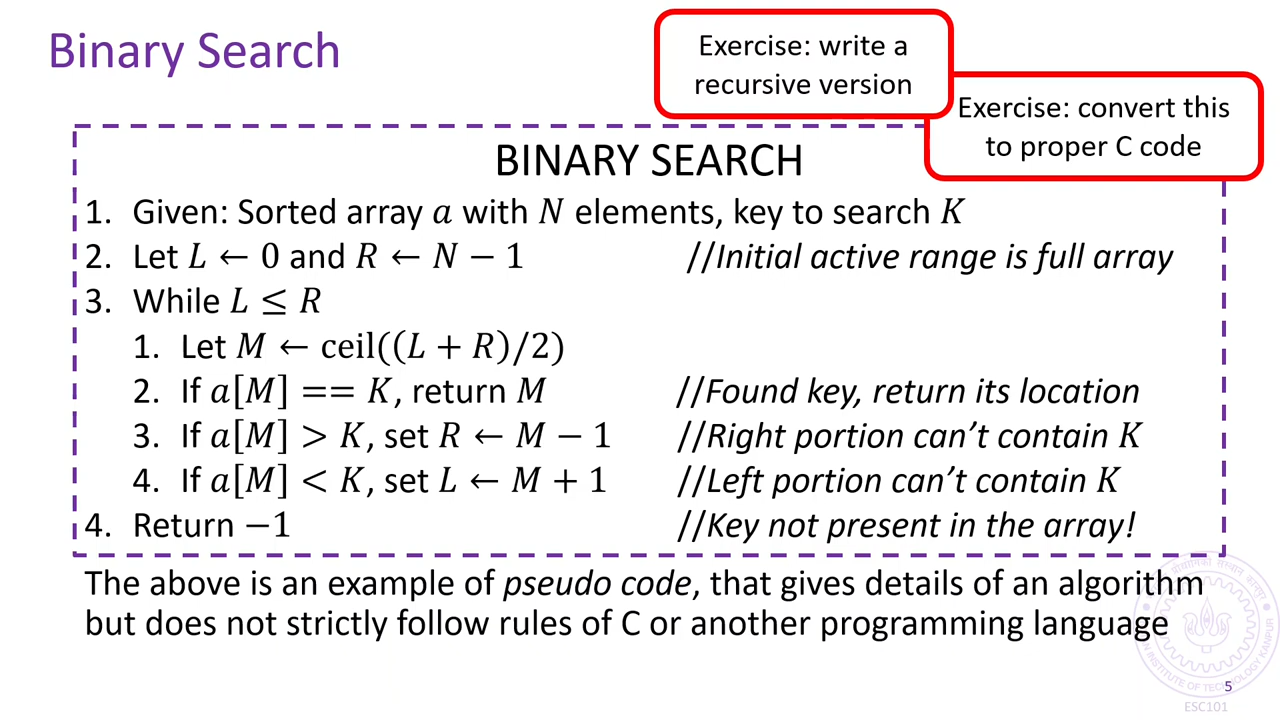 Binary Search
Exercise: write a
recursive version
Exercise: convert this
to proper C code
BINARY SEARCH
1. Given: Sorted array a with N elements, key to search K
2. Let L ← 0 and R ← N − 1 //Initial active range is full array
3. While L ≤ R
1. Let M ← ceil((L + R)/2)
2. If a[M] == K, return M //Found key, return its location
3. If a[M] > K, set R ← M − 1 //Right portion can’t contain K
4. If a[M] < K, set L ← M + 1 //Left portion can’t contain K
4. Return −1 //Key not present in the array!
The above is an example of pseudo code, that gives details of an algorithm
but does not strictly follow rules of C or another programming language
5
ESC101